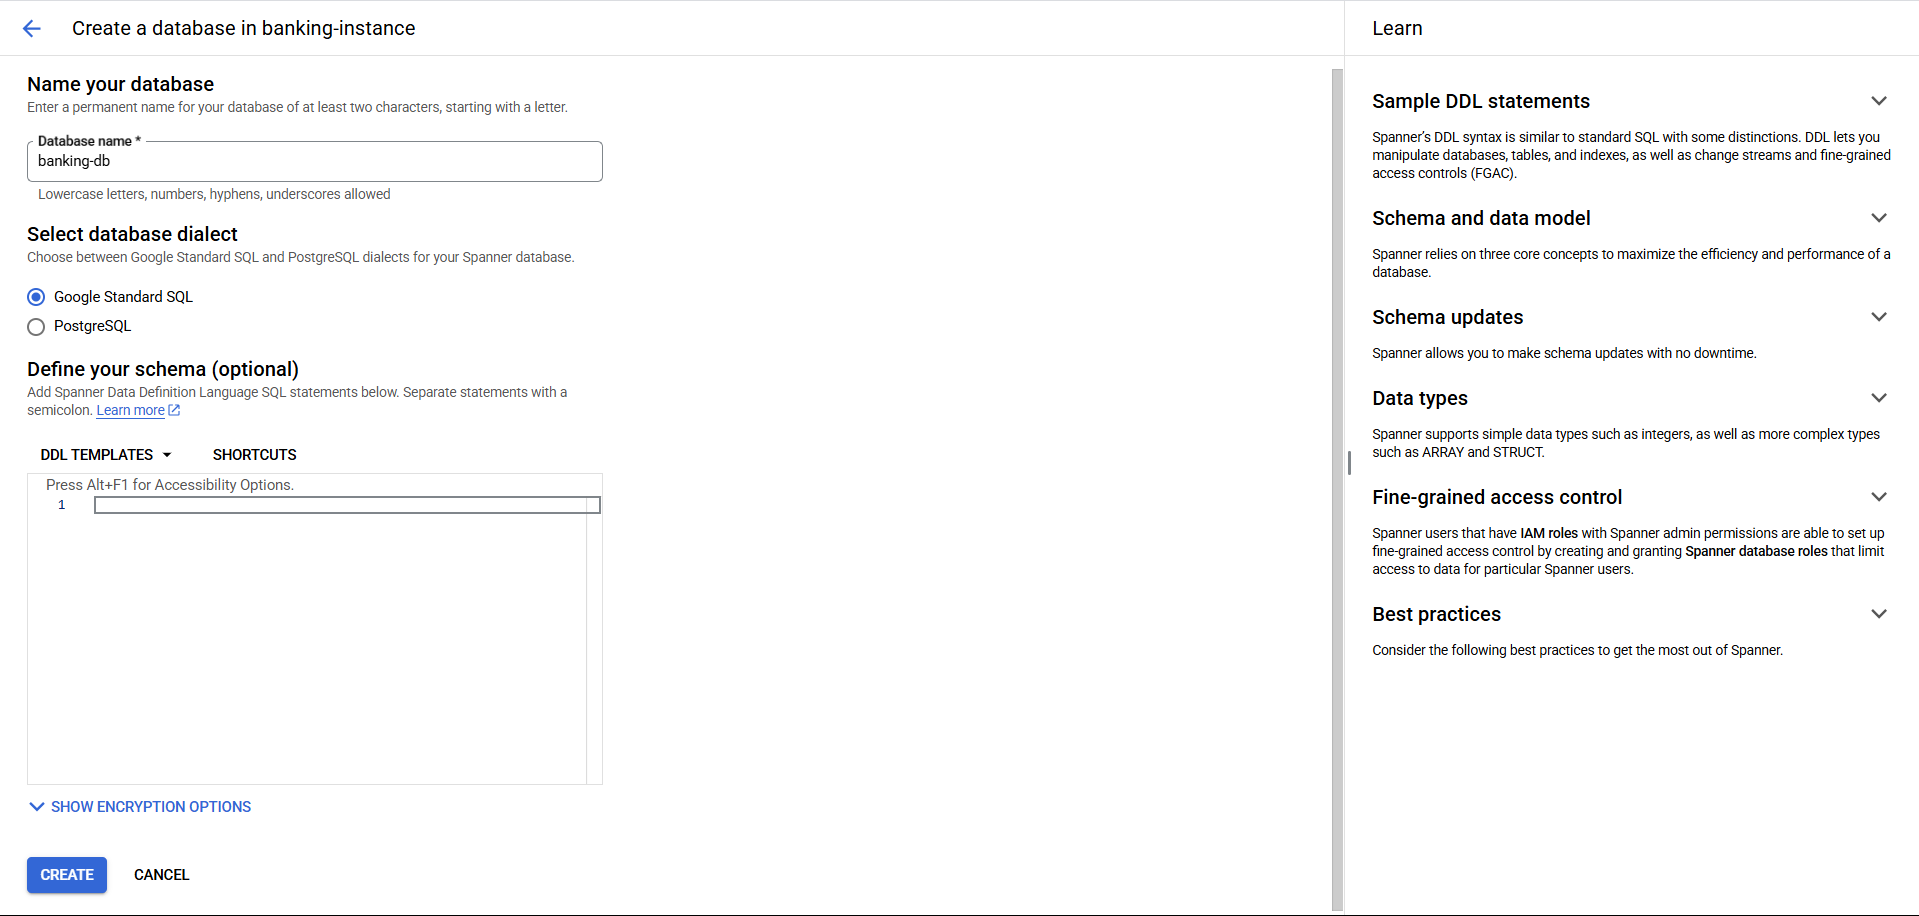 Create a database in banking-instance
Name your database
Enter a permanent name for your database of at least two characters, starting with a letter.
Database name *
banking-db
Lowercase letters, numbers, hyphens, underscores allowed
Select database dialect
Choose between Google Standard SQL and PostgreSQL dialects for your Spanner database.
Google Standard SQL
PostgreSQL
Define your schema (optional)
Add Spanner Data Definition Language SQL statements below. Separate statements with a
semicolon. Learn more
DDL TEMPLATES
SHORTCUTS
Press Alt+F1 for Accessibility Options.
1
SHOW ENCRYPTION OPTIONS
CREATE
CANCEL
Learn
Sample DDL statements
Spanner’s DDL syntax is similar to standard SQL with some distinctions. DDL lets you
manipulate databases, tables, and indexes, as well as change streams and fine-grained
access controls (FGAC).
Schema and data model
Spanner relies on three core concepts to maximize the efficiency and performance of a
database.
Schema updates
Spanner allows you to make schema updates with no downtime.
Data types
Spanner supports simple data types such as integers, as well as more complex types
such as ARRAY and STRUCT.
Fine-grained access control
Spanner users that have IAM roles with Spanner admin permissions are able to set up
fine-grained access control by creating and granting Spanner database roles that limit
access to data for particular Spanner users.
Best practices
Consider the following best practices to get the most out of Spanner.